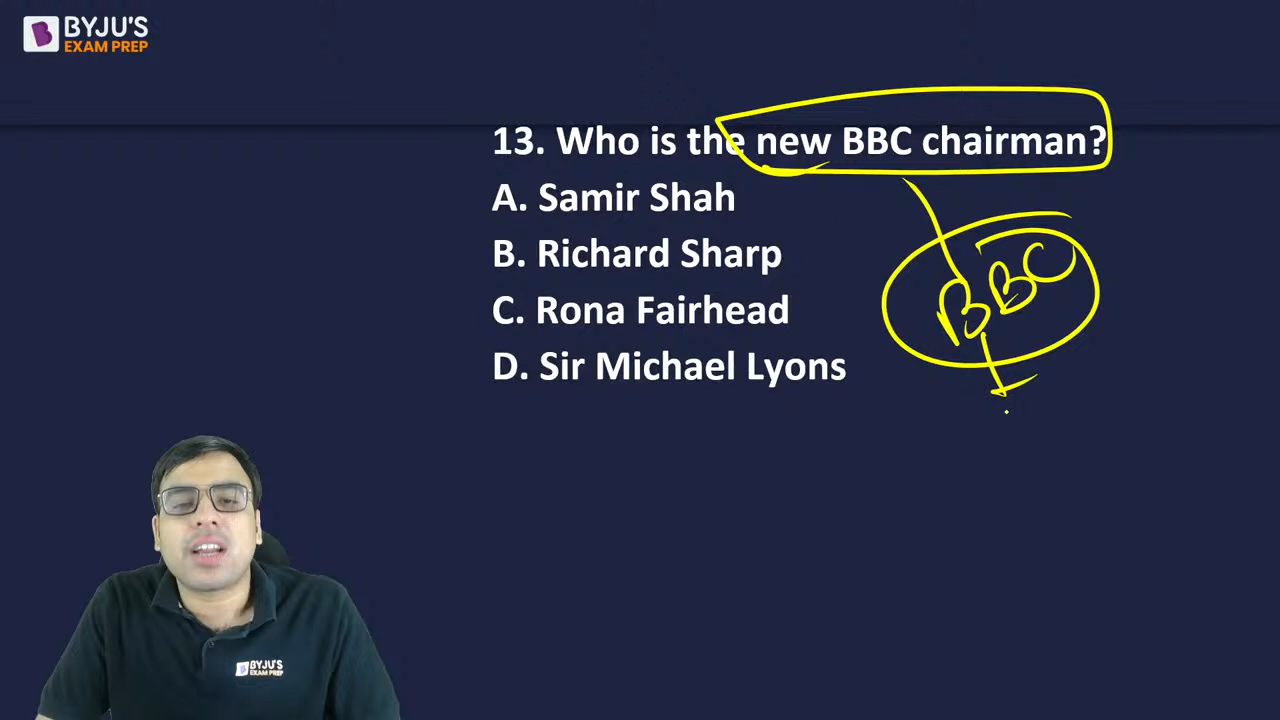 BYJU'S
EXAM PREP
13. Who is the new BBC chairman?
A. Samir Shah
B. Richard Sharp
C. Rona Fairhead
D. Sir Michael Lyons
BBC
BYJU'S
EXAM PREP